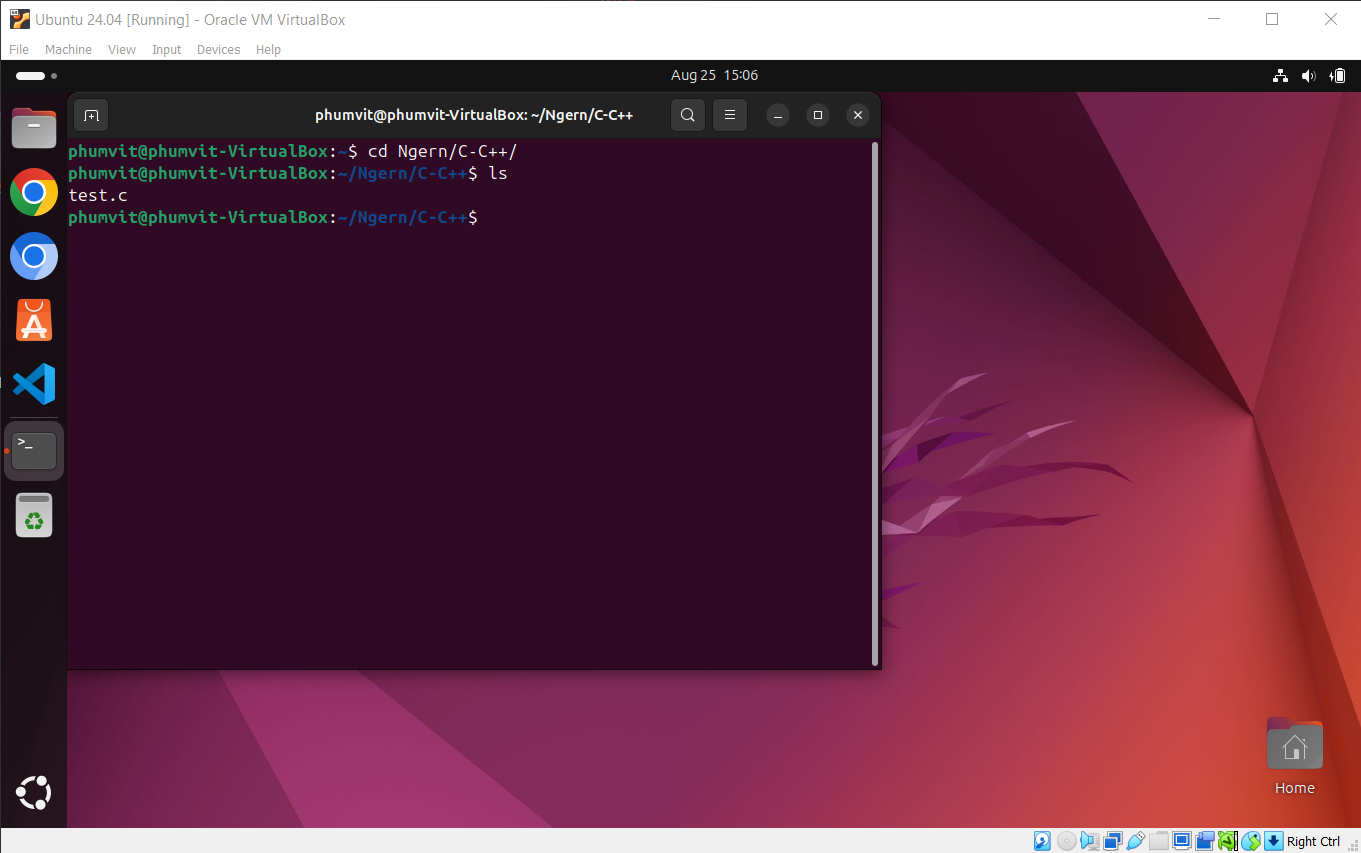 Ubuntu 24.04 [Running] - Oracle VM VirtualBox
File Machine View Input Devices Help
Aug 25 15:06
phumvit@phumvit-VirtualBox: ~/Ngern/C-C++
phumvit@phumvit-VirtualBox:~$ cd Ngern/C-C++/
phumvit@phumvit-VirtualBox:~/Ngern/C-C++$ ls
test.c
phumvit@phumvit-VirtualBox:~/Ngern/C-C++$
Home
Right Ctrl